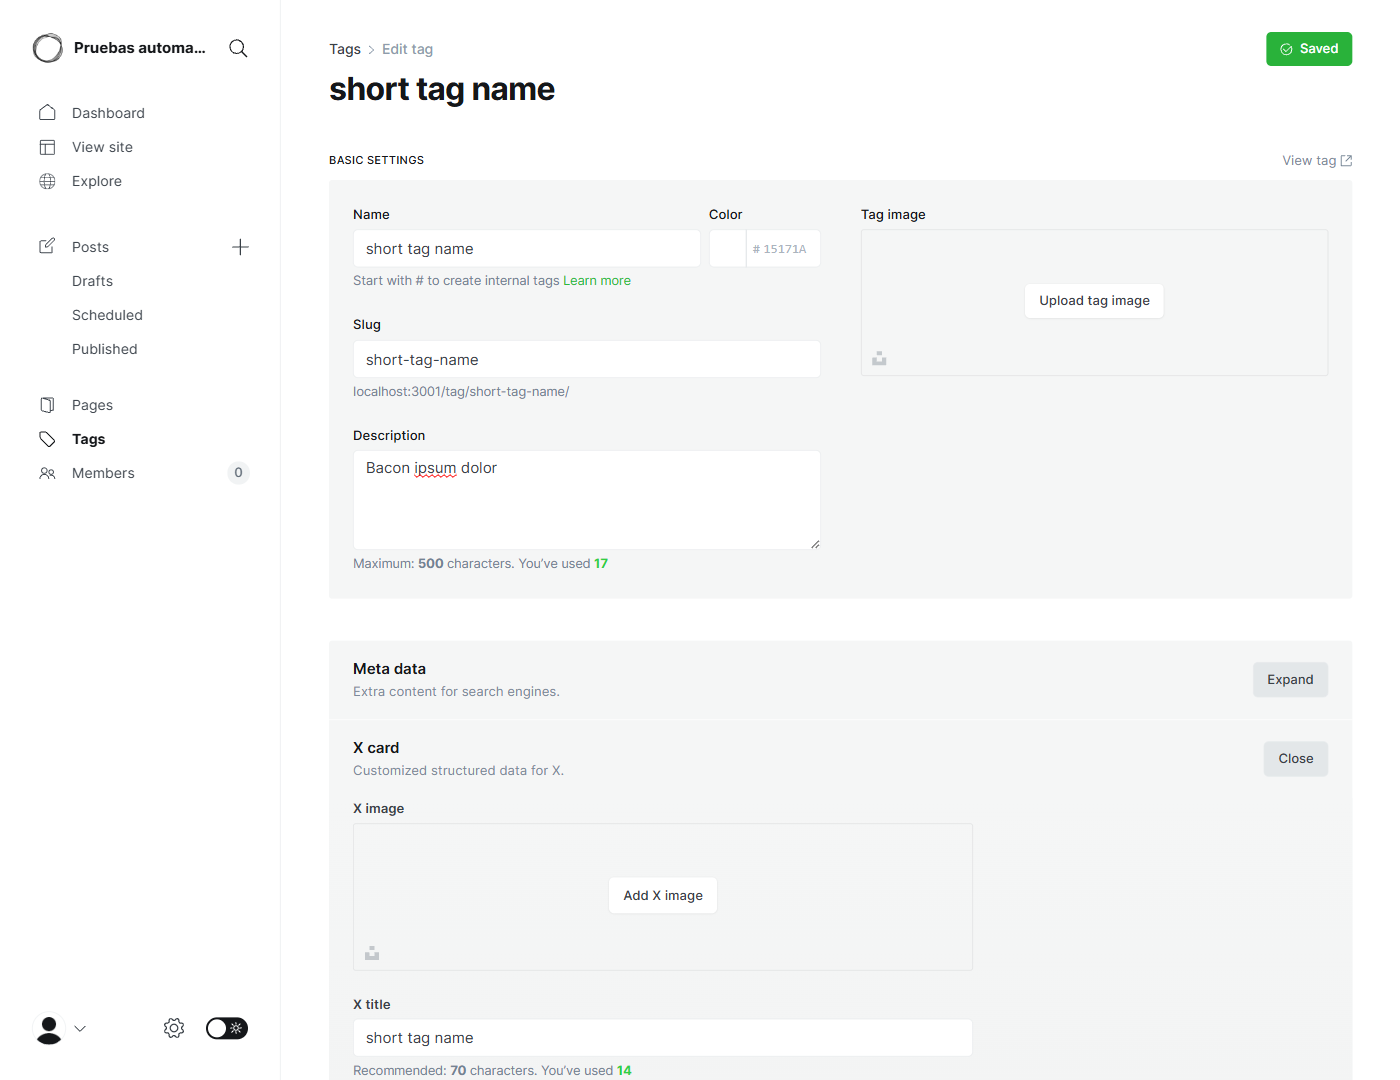 Pruebas automa...
Dashboard
View site
Explore
Posts
Drafts
Scheduled
Published
Pages
Tags
Members 0
Tags > Edit tag
Saved
short tag name
BASIC SETTINGS
View tag
Name
short tag name
Start with # to create internal tags Learn more
Color
# 15171A
Slug
short-tag-name
localhost:3001/tag/short-tag-name/
Description
Bacon ipsum dolor
Maximum: 500 characters. You’ve used 17
Tag image
Upload tag image
Meta data
Extra content for search engines.
Expand
X card
Customized structured data for X.
Close
X image
Add X image
X title
short tag name
Recommended: 70 characters. You’ve used 14